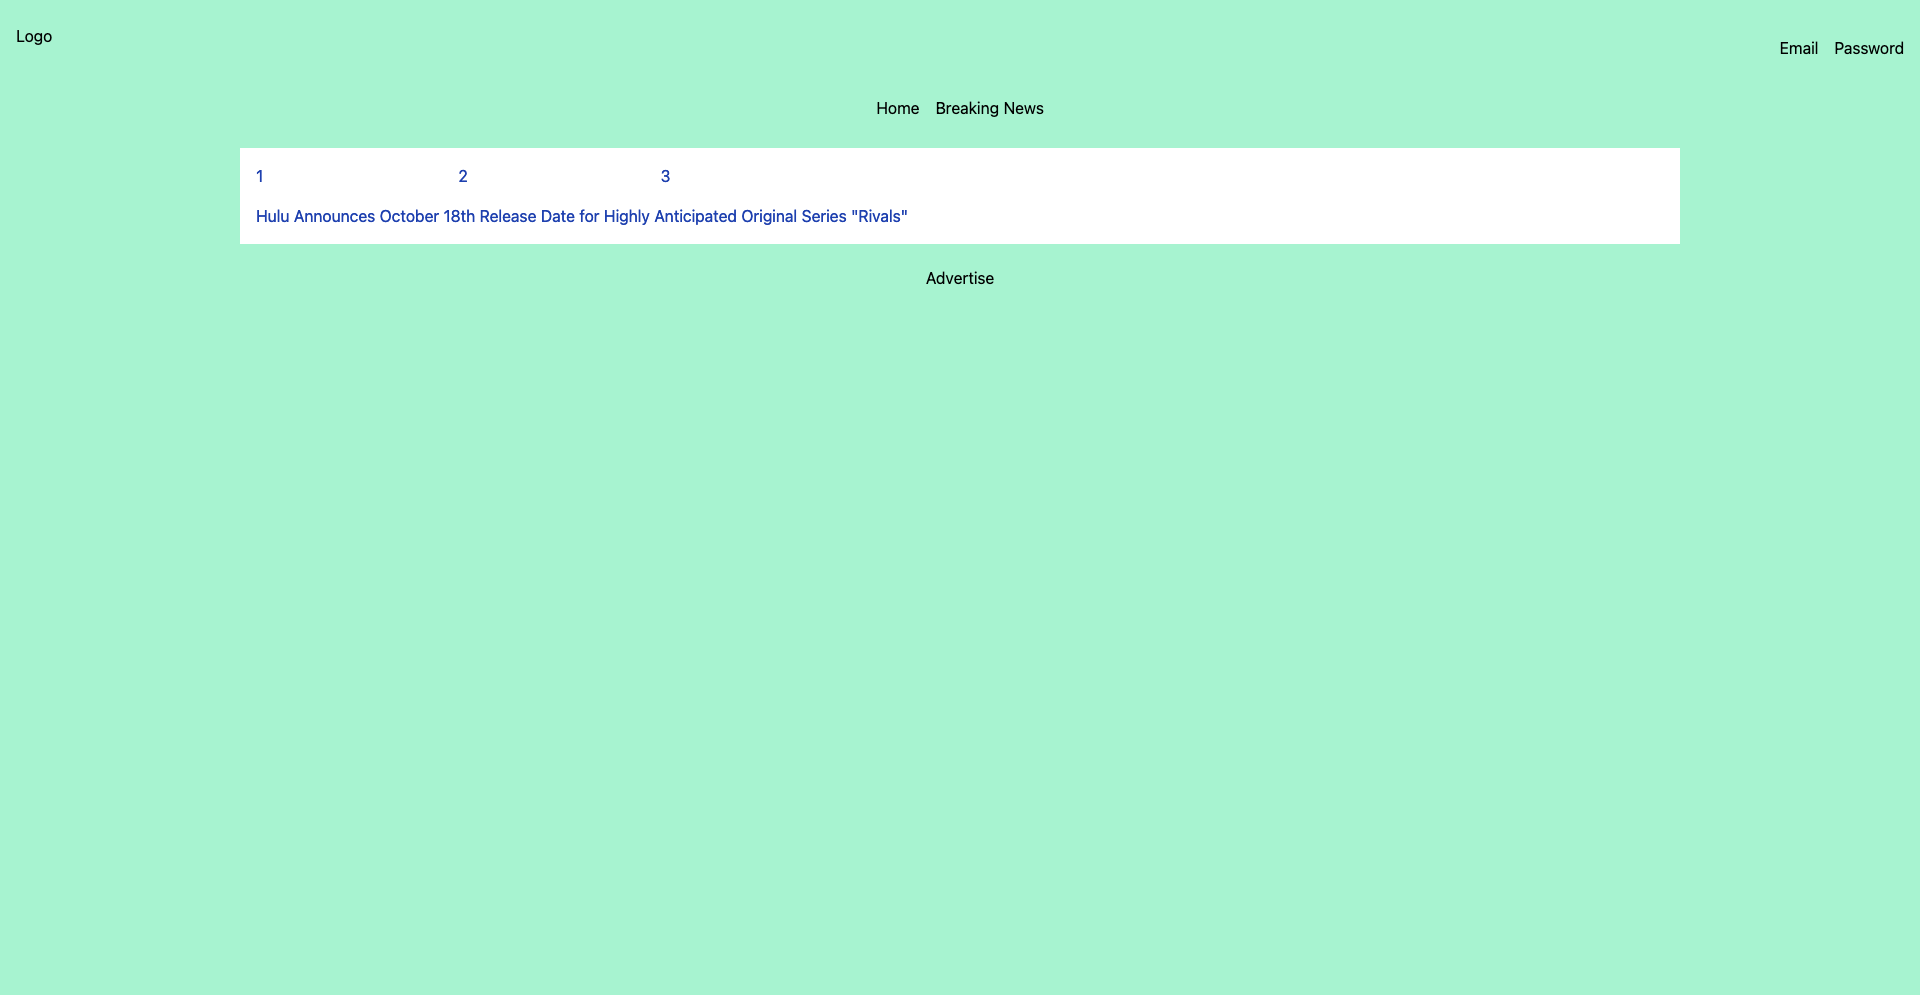 Logo
Email Password
Home Breaking News
1 2 3
Hulu Announces October 18th Release Date for Highly Anticipated Original Series "Rivals"
Advertise